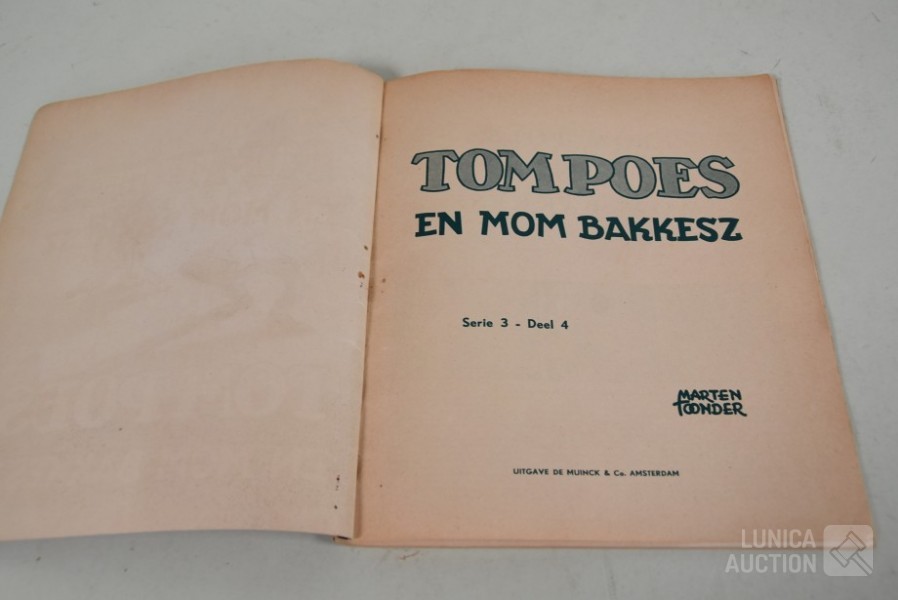 TOM POES
EN MOM BAKKESZ
Serie 3 - Deel 4
MARTEN
TOONDER
UITGAVE DE MUINCK & Co. AMSTERDAM
LUNICA
AUCTION